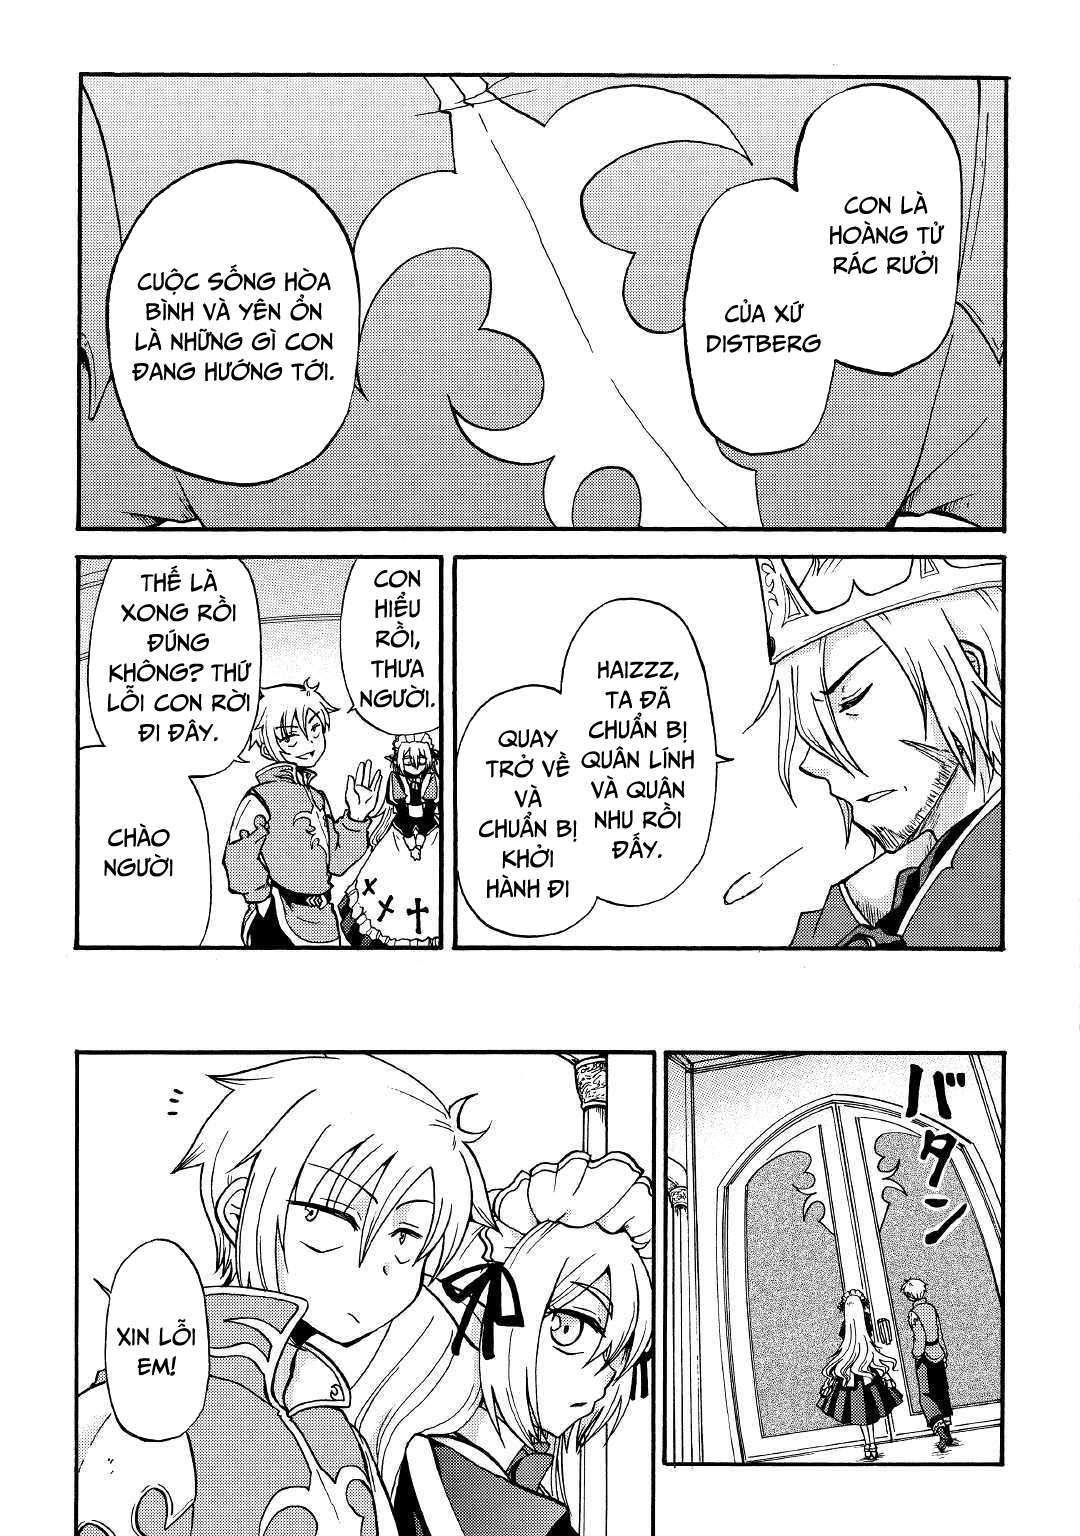 CON LÀ
HOÀNG TỬ
RÁC RƯỞI
CỦA XỨ
DISTBERG
CUỘC SỐNG HÒA
BÌNH VÀ YÊN ỔN
LÀ NHỮNG GÌ CON
ĐANG HƯỚNG TỚI.
HAIZZZ,
TA ĐÃ
CHUẨN BỊ
QUÂN LÍNH
VÀ QUÂN
NHU RỒI
ĐẤY.
QUAY
TRỞ VỀ
VÀ
CHUẨN BỊ
KHỞI
HÀNH ĐI
CON
HIỂU
RỒI,
THƯA
NGƯỜI.
THẾ LÀ
XONG RỒI
ĐÚNG
KHÔNG? THỨ
LỖI CON RỜI
ĐI ĐÂY.
CHÀO
NGƯỜI
バタン
XIN LỖI
EM!